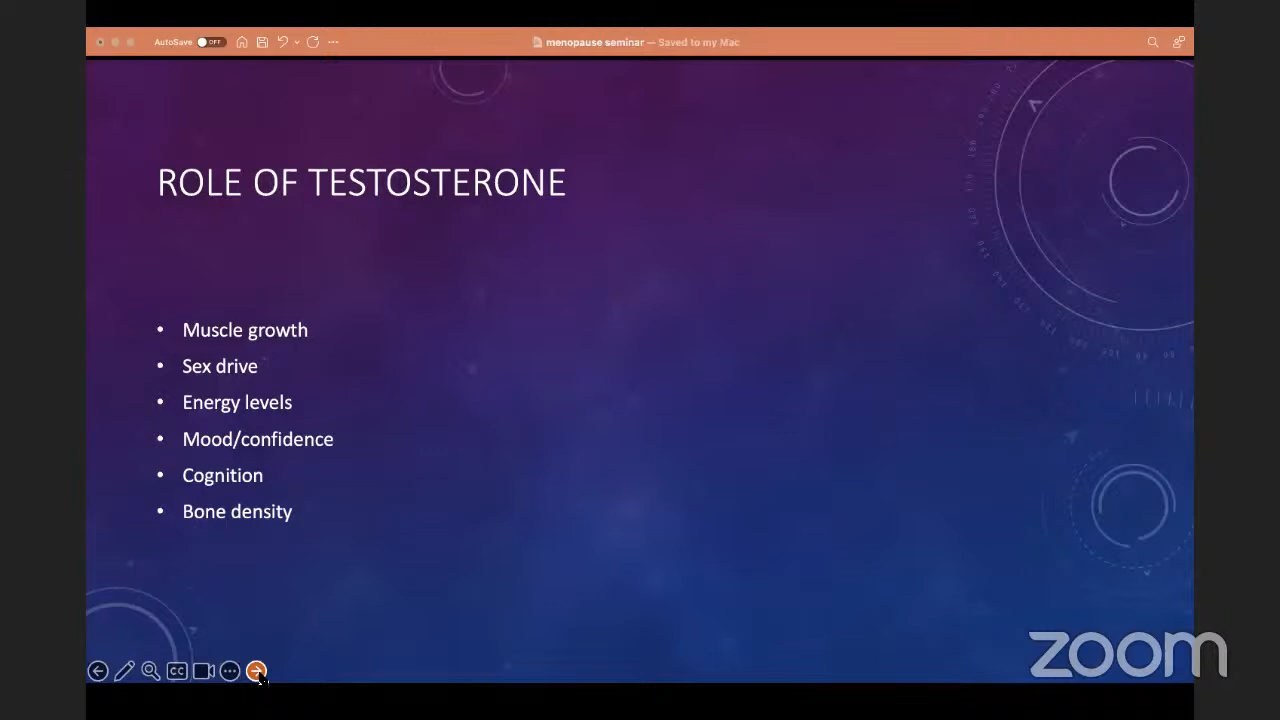 AutoSave OFF
menopause seminar — Saved to my Mac
ROLE OF TESTOSTERONE
• Muscle growth
• Sex drive
• Energy levels
• Mood/confidence
• Cognition
• Bone density
CC
zoom